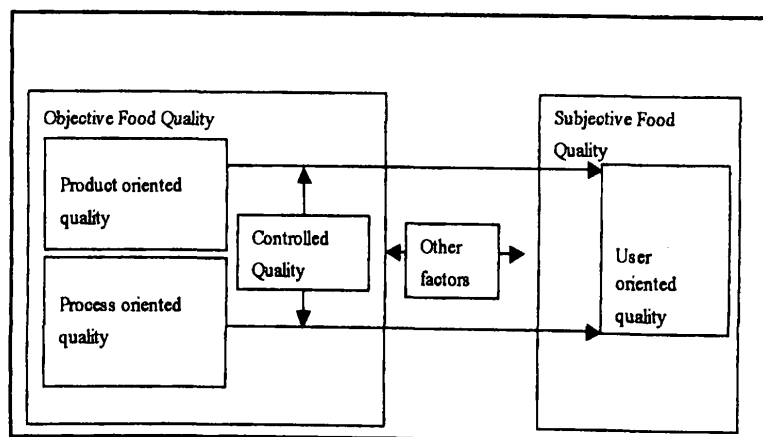 Objective Food Quality
Product oriented
quality
Controlled
Quality
Process oriented
quality
Other
factors
Subjective Food
Quality
User
oriented
quality